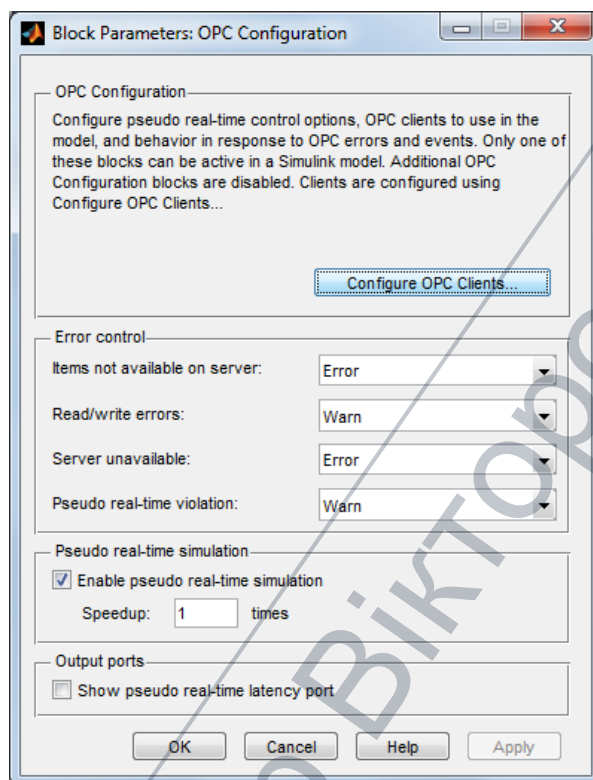 Block Parameters: OPC Configuration
OPC Configuration
Configure pseudo real-time control options, OPC clients to use in the
model, and behavior in response to OPC errors and events. Only one of
these blocks can be active in a Simulink model. Additional OPC
Configuration blocks are disabled. Clients are configured using
Configure OPC Clients...
Configure OPC Clients...
Error control
Items not available on server: Error
Read/write errors: Warn
Server unavailable: Error
Pseudo real-time violation: Warn
Pseudo real-time simulation
Enable pseudo real-time simulation
Speedup: 1 times
Output ports
Show pseudo real-time latency port
OK Cancel Help Apply